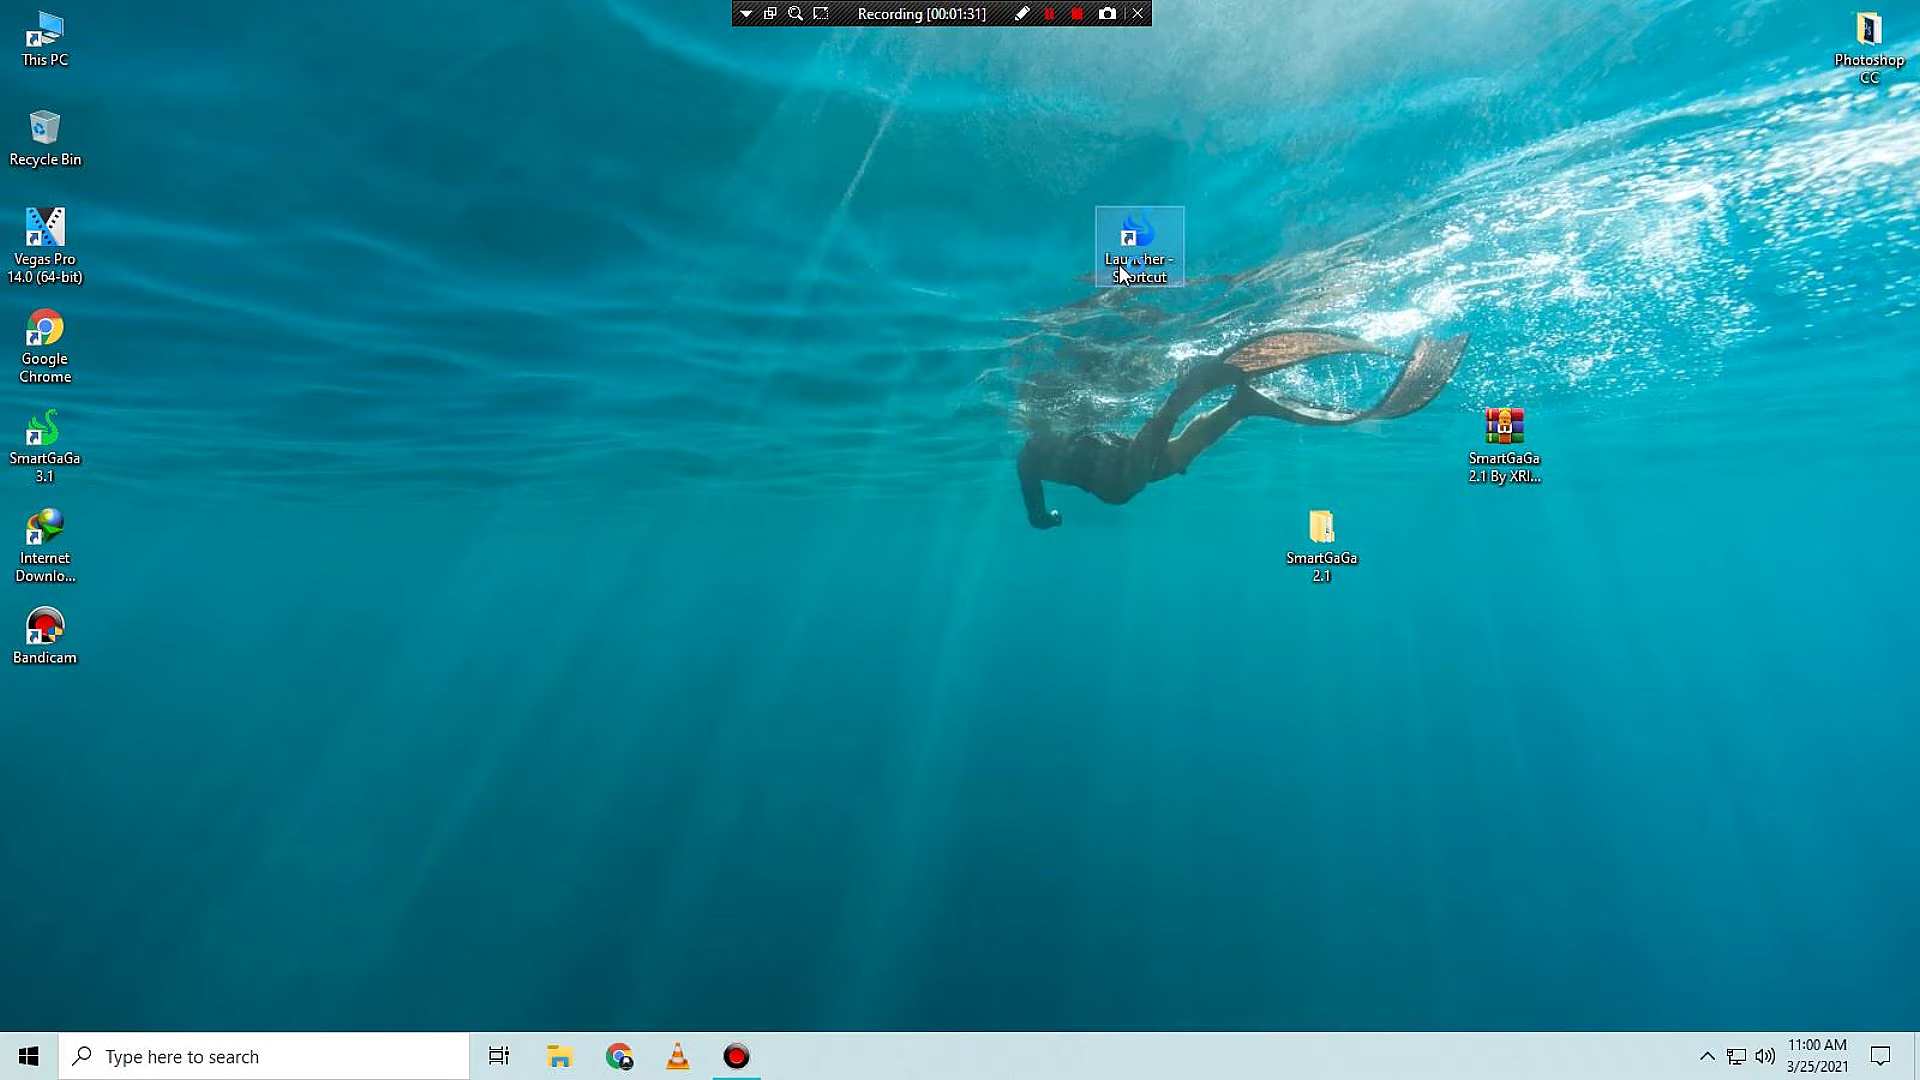 Recording [00:01:31]
This PC
Photoshop
CC
Recycle Bin
Vegas Pro
14.0 (64-bit)
Launcher -
Shortcut
Google
Chrome
SmartGaGa
3.1
SmartGaGa
2.1 By XRI...
Internet
Downlo...
SmartGaGa
2.1
Bandicam
Type here to search
11:00 AM
3/25/2021